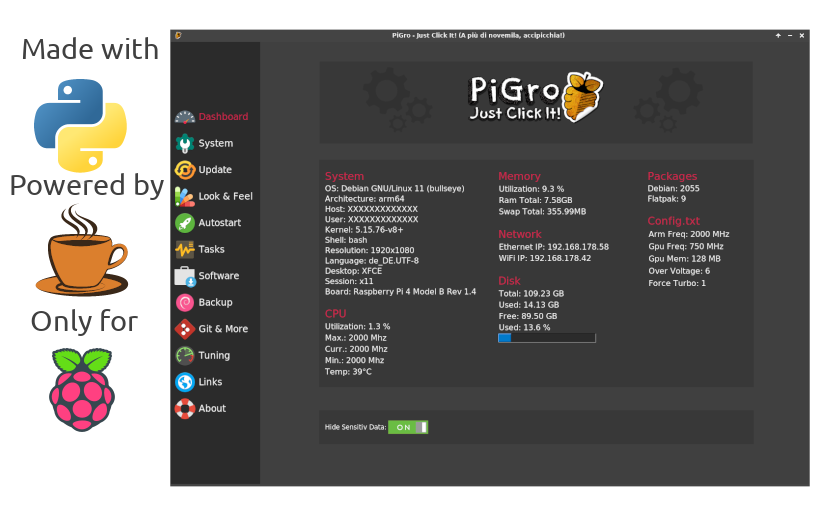 Made with
Powered by
Only for
PiGro - Just Click It! (A più di novemila, accipicchia!)
Dashboard
System
Update
Look & Feel
Autostart
Tasks
Software
Backup
Git & More
Tuning
Links
About
PiGro
Just Click It!
System
OS: Debian GNU/Linux 11 (bullseye)
Architecture: arm64
Host: XXXXXXXXXXXXX
User: XXXXXXXXXXXXX
Kernel: 5.15.76-v8+
Shell: bash
Resolution: 1920x1080
Language: de_DE.UTF-8
Desktop: XFCE
Session: x11
Board: Raspberry Pi 4 Model B Rev 1.4
CPU
Utilization: 1.3 %
Max.: 2000 Mhz
Curr.: 2000 Mhz
Min.: 2000 Mhz
Temp: 39°C
Memory
Utilization: 9.3 %
Ram Total: 7.58GB
Swap Total: 355.99MB
Network
Ethernet IP: 192.168.178.58
WiFi IP: 192.168.178.42
Disk
Total: 109.23 GB
Used: 14.13 GB
Free: 89.50 GB
Used: 13.6 %
Packages
Debian: 2055
Flatpak: 9
Config.txt
Arm Freq: 2000 MHz
Gpu Freq: 750 MHz
Gpu Mem: 128 MB
Over Voltage: 6
Force Turbo: 1
Hide Sensitiv Data: ON